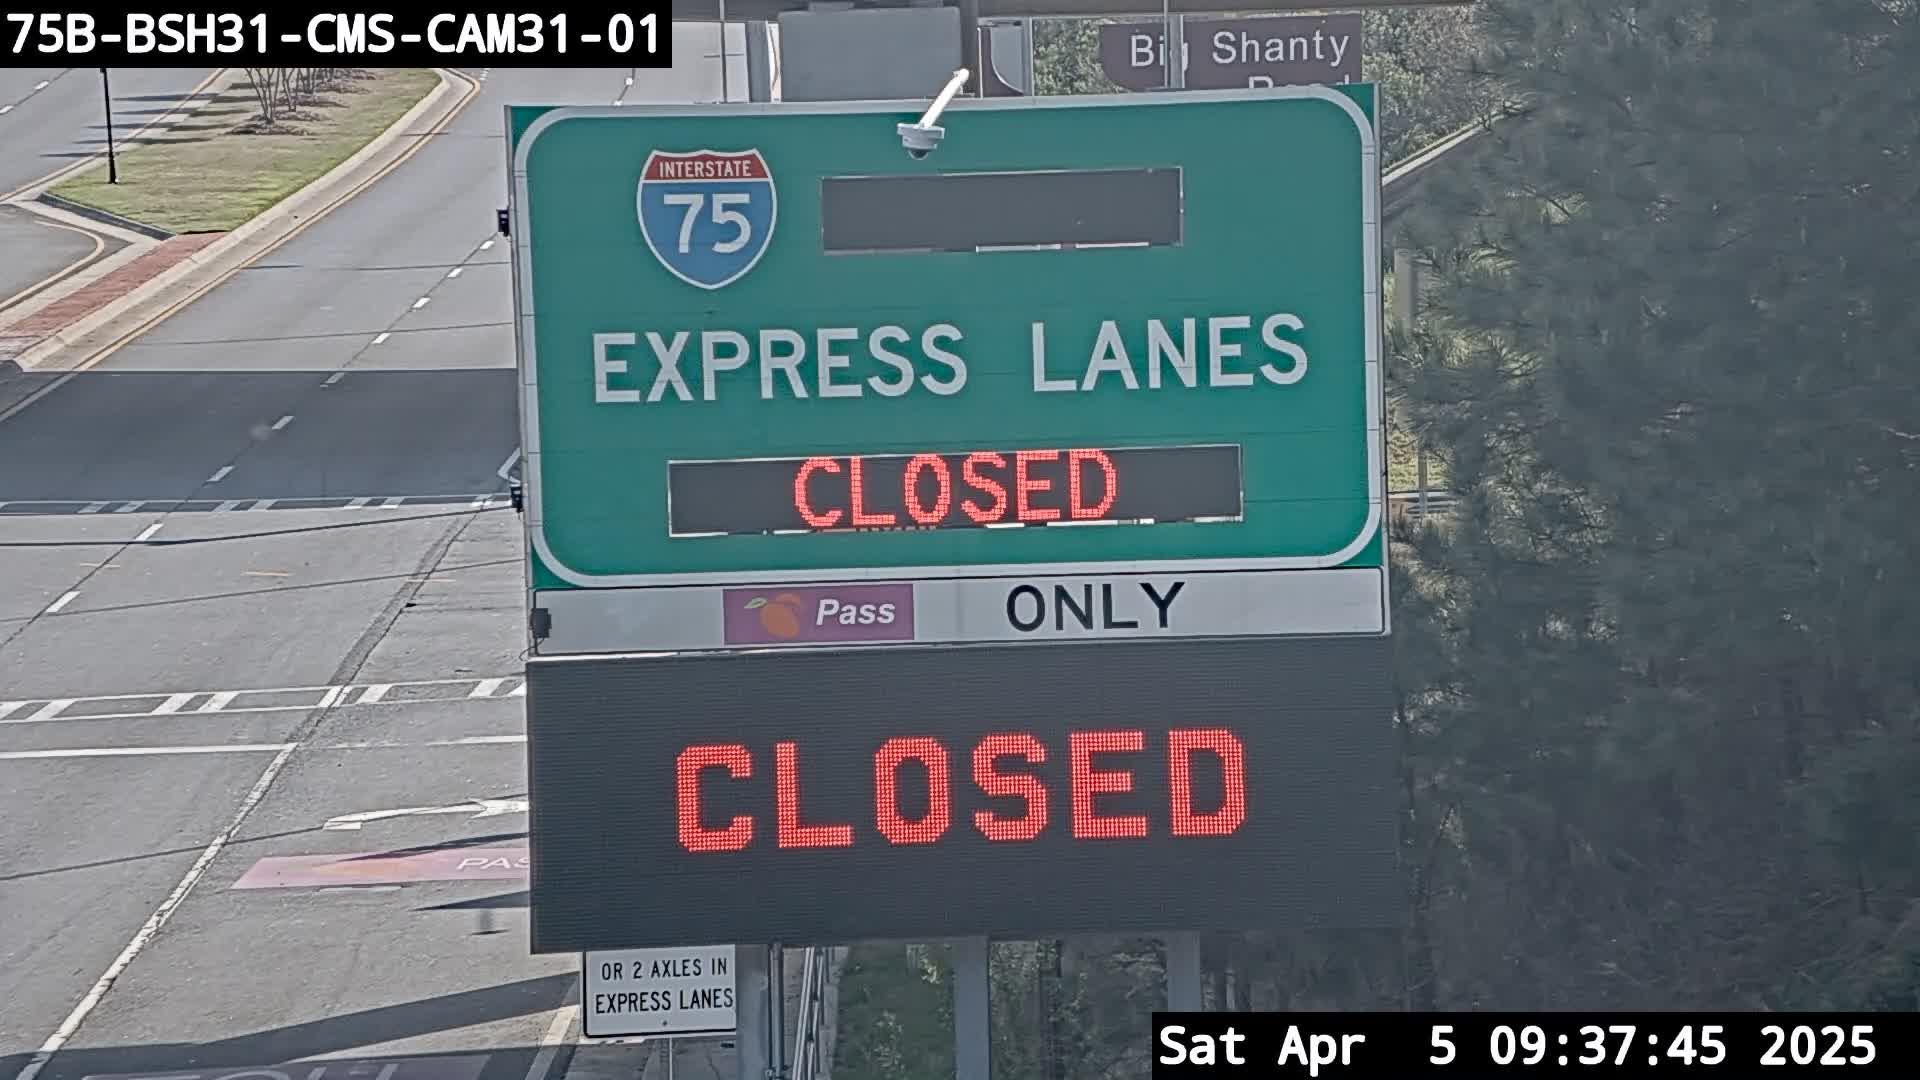 75B-BSH31-CMS-CAM31-01
Big Shanty
INTERSTATE
75
EXPRESS LANES
CLOSED
Pass ONLY
CLOSED
OR 2 AXLES IN
EXPRESS LANES
Sat Apr 5 09:37:45 2025